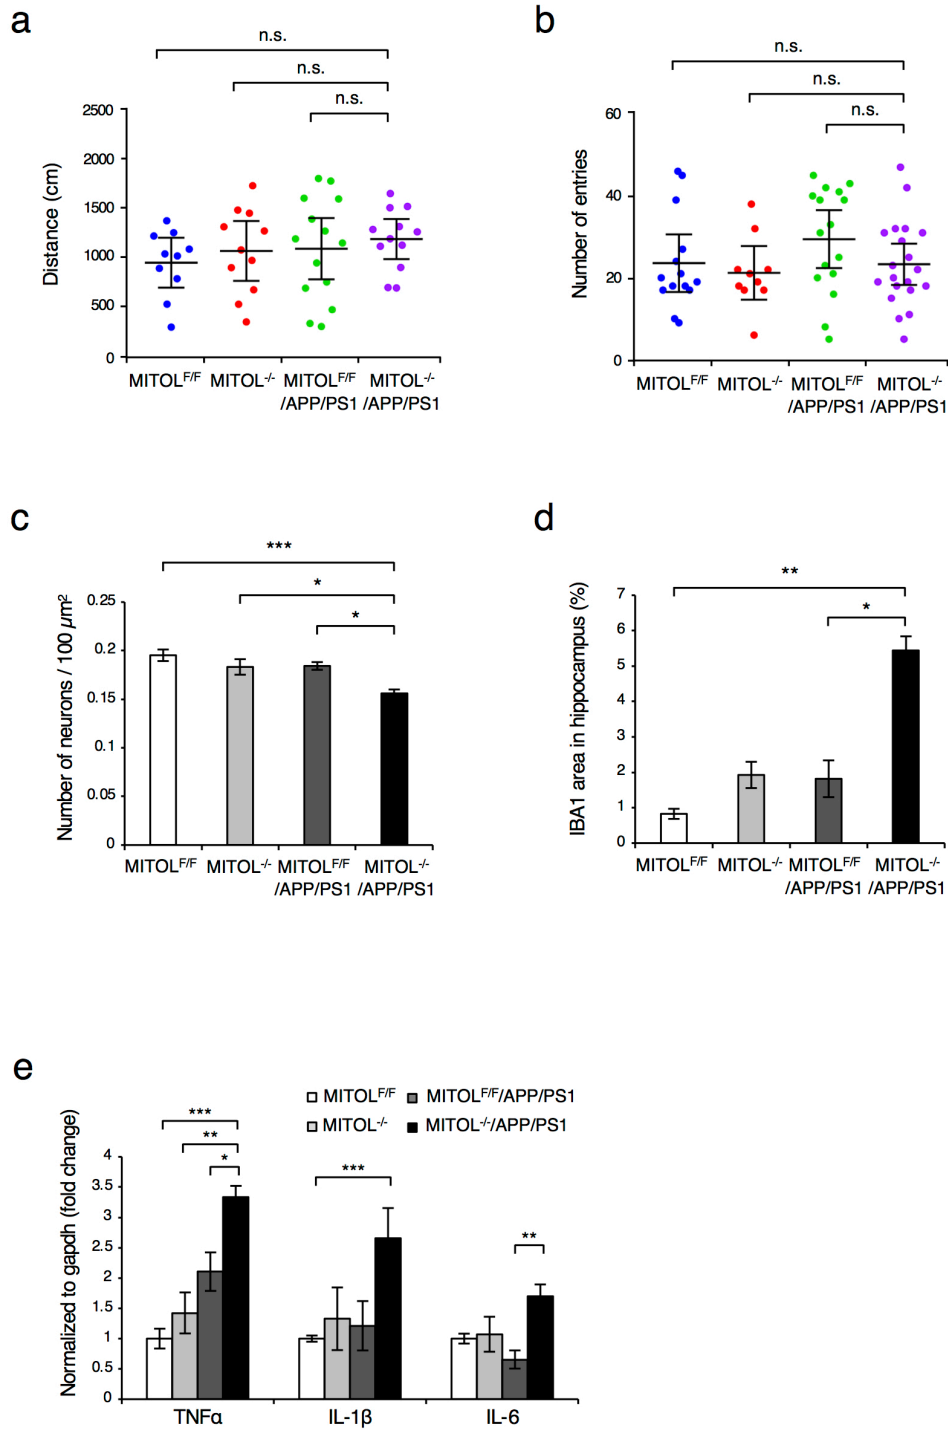 a
n.s.
n.s.
n.s.
2500
2000
1500
1000
500
0
Distance (cm)
MITOL^F/F MITOL^-/- MITOL^F/F MITOL^-/-
/APP/PS1 /APP/PS1
b
n.s.
n.s.
n.s.
60
40
20
0
Number of entries
MITOL^F/F MITOL^-/- MITOL^F/F MITOL^-/-
/APP/PS1 /APP/PS1
c
***
*
*
0.25
0.2
0.15
0.1
0.05
0
Number of neurons / 100 µm²
MITOL^F/F MITOL^-/- MITOL^F/F MITOL^-/-
/APP/PS1 /APP/PS1
d
**
*
7
6
5
4
3
2
1
0
IBA1 area in hippocampus (%)
MITOL^F/F MITOL^-/- MITOL^F/F MITOL^-/-
/APP/PS1 /APP/PS1
e
MITOL^F/F MITOL^F/F/APP/PS1
MITOL^-/- MITOL^-/-/APP/PS1
***
**
*
***
**
4
3.5
3
2.5
2
1.5
1
0.5
0
Normalized to gapdh (fold change)
TNFα IL-1β IL-6